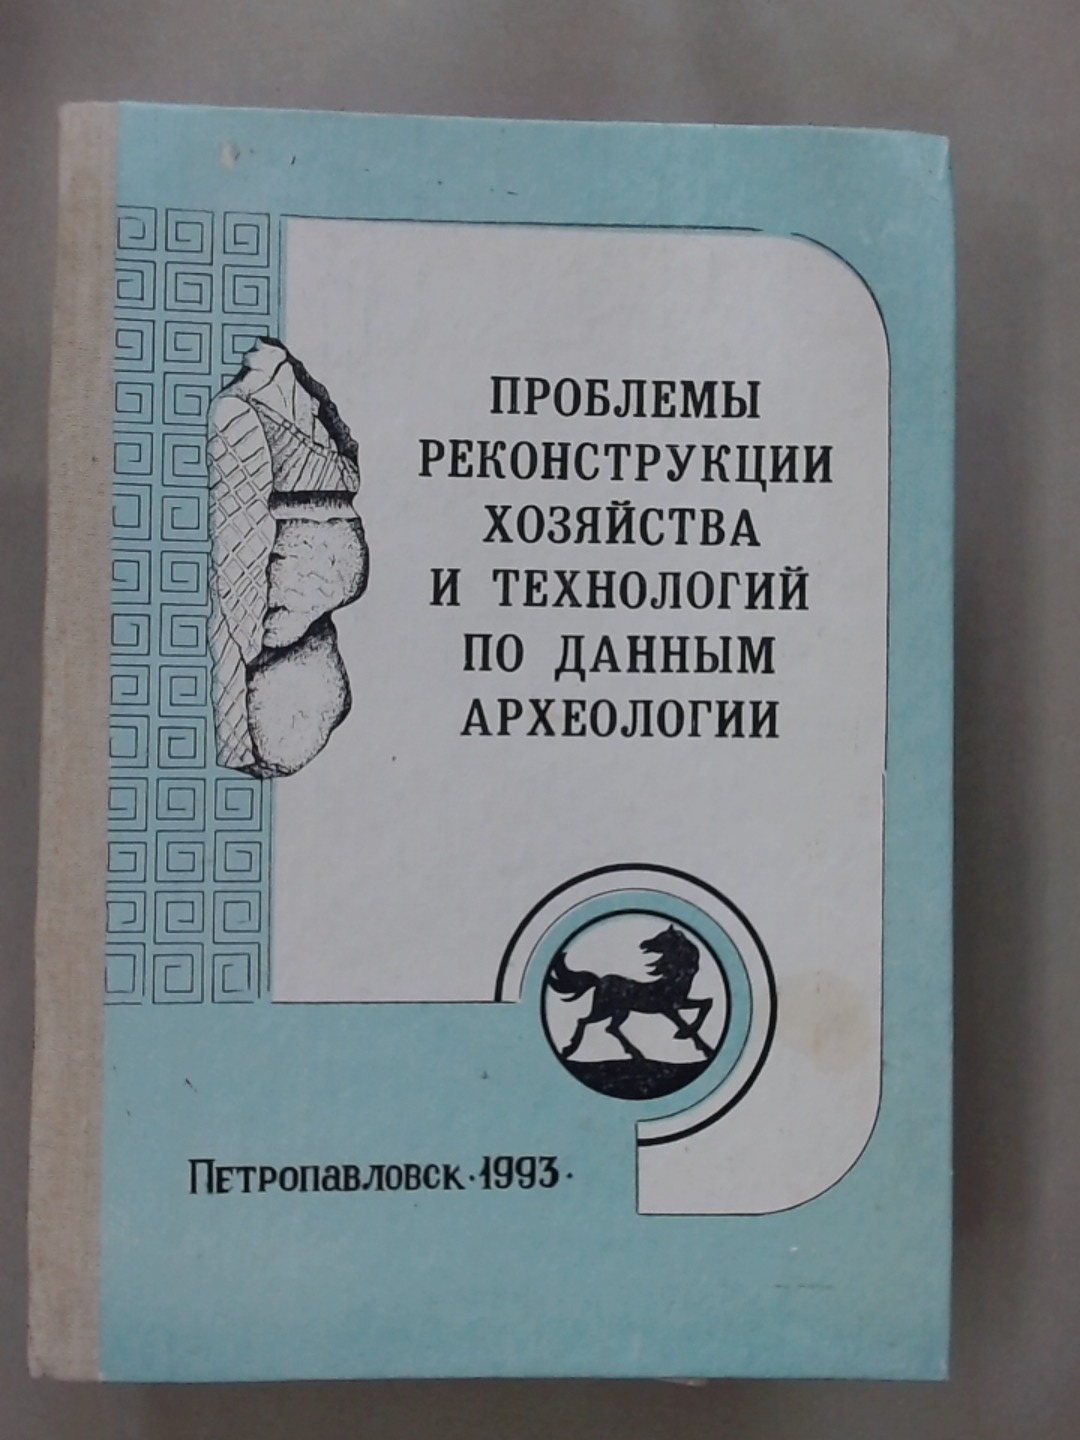 ПРОБЛЕМЫ
РЕКОНСТРУКЦИИ
ХОЗЯЙСТВА
И ТЕХНОЛОГИЙ
ПО ДАННЫМ
АРХЕОЛОГИИ
ПЕТРОПАВЛОВСК·1993·